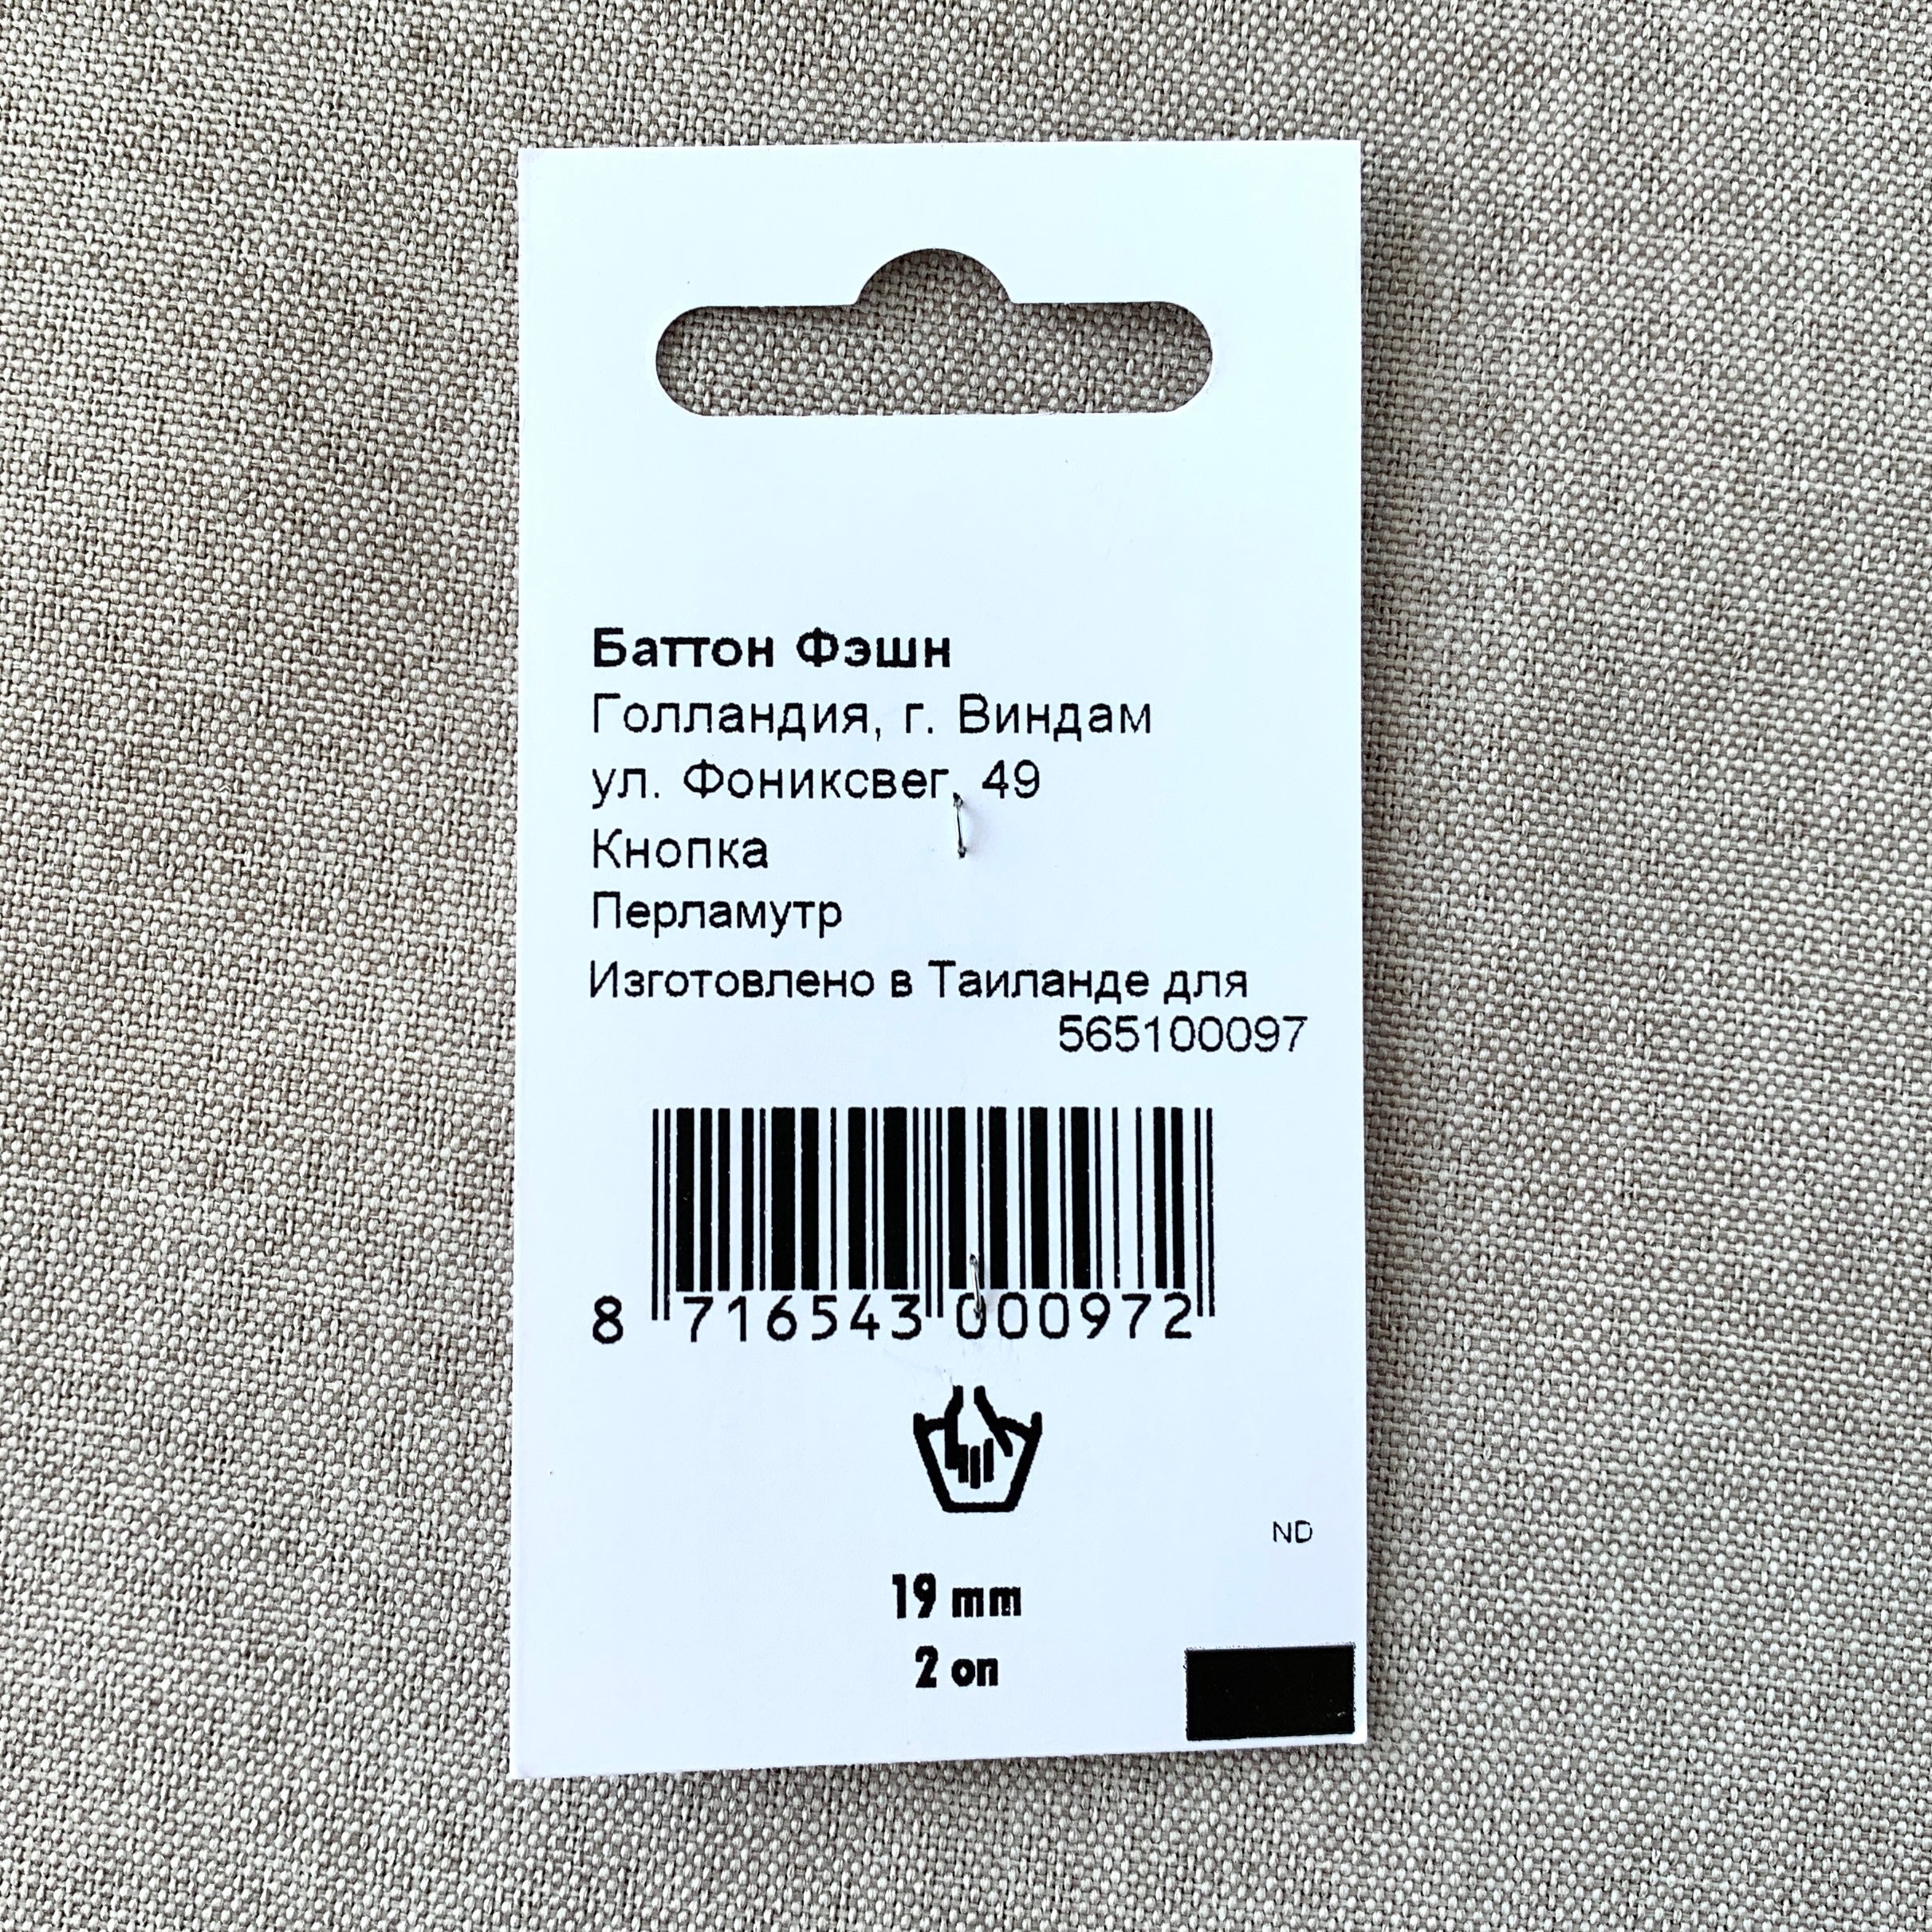 Баттон Фэшн
Голландия, г. Виндам
ул. Фониксвег, 49
Кнопка
Перламутр
Изготовлено в Таиланде для
565100097
8 716543 000972
ND
19 mm
2 on